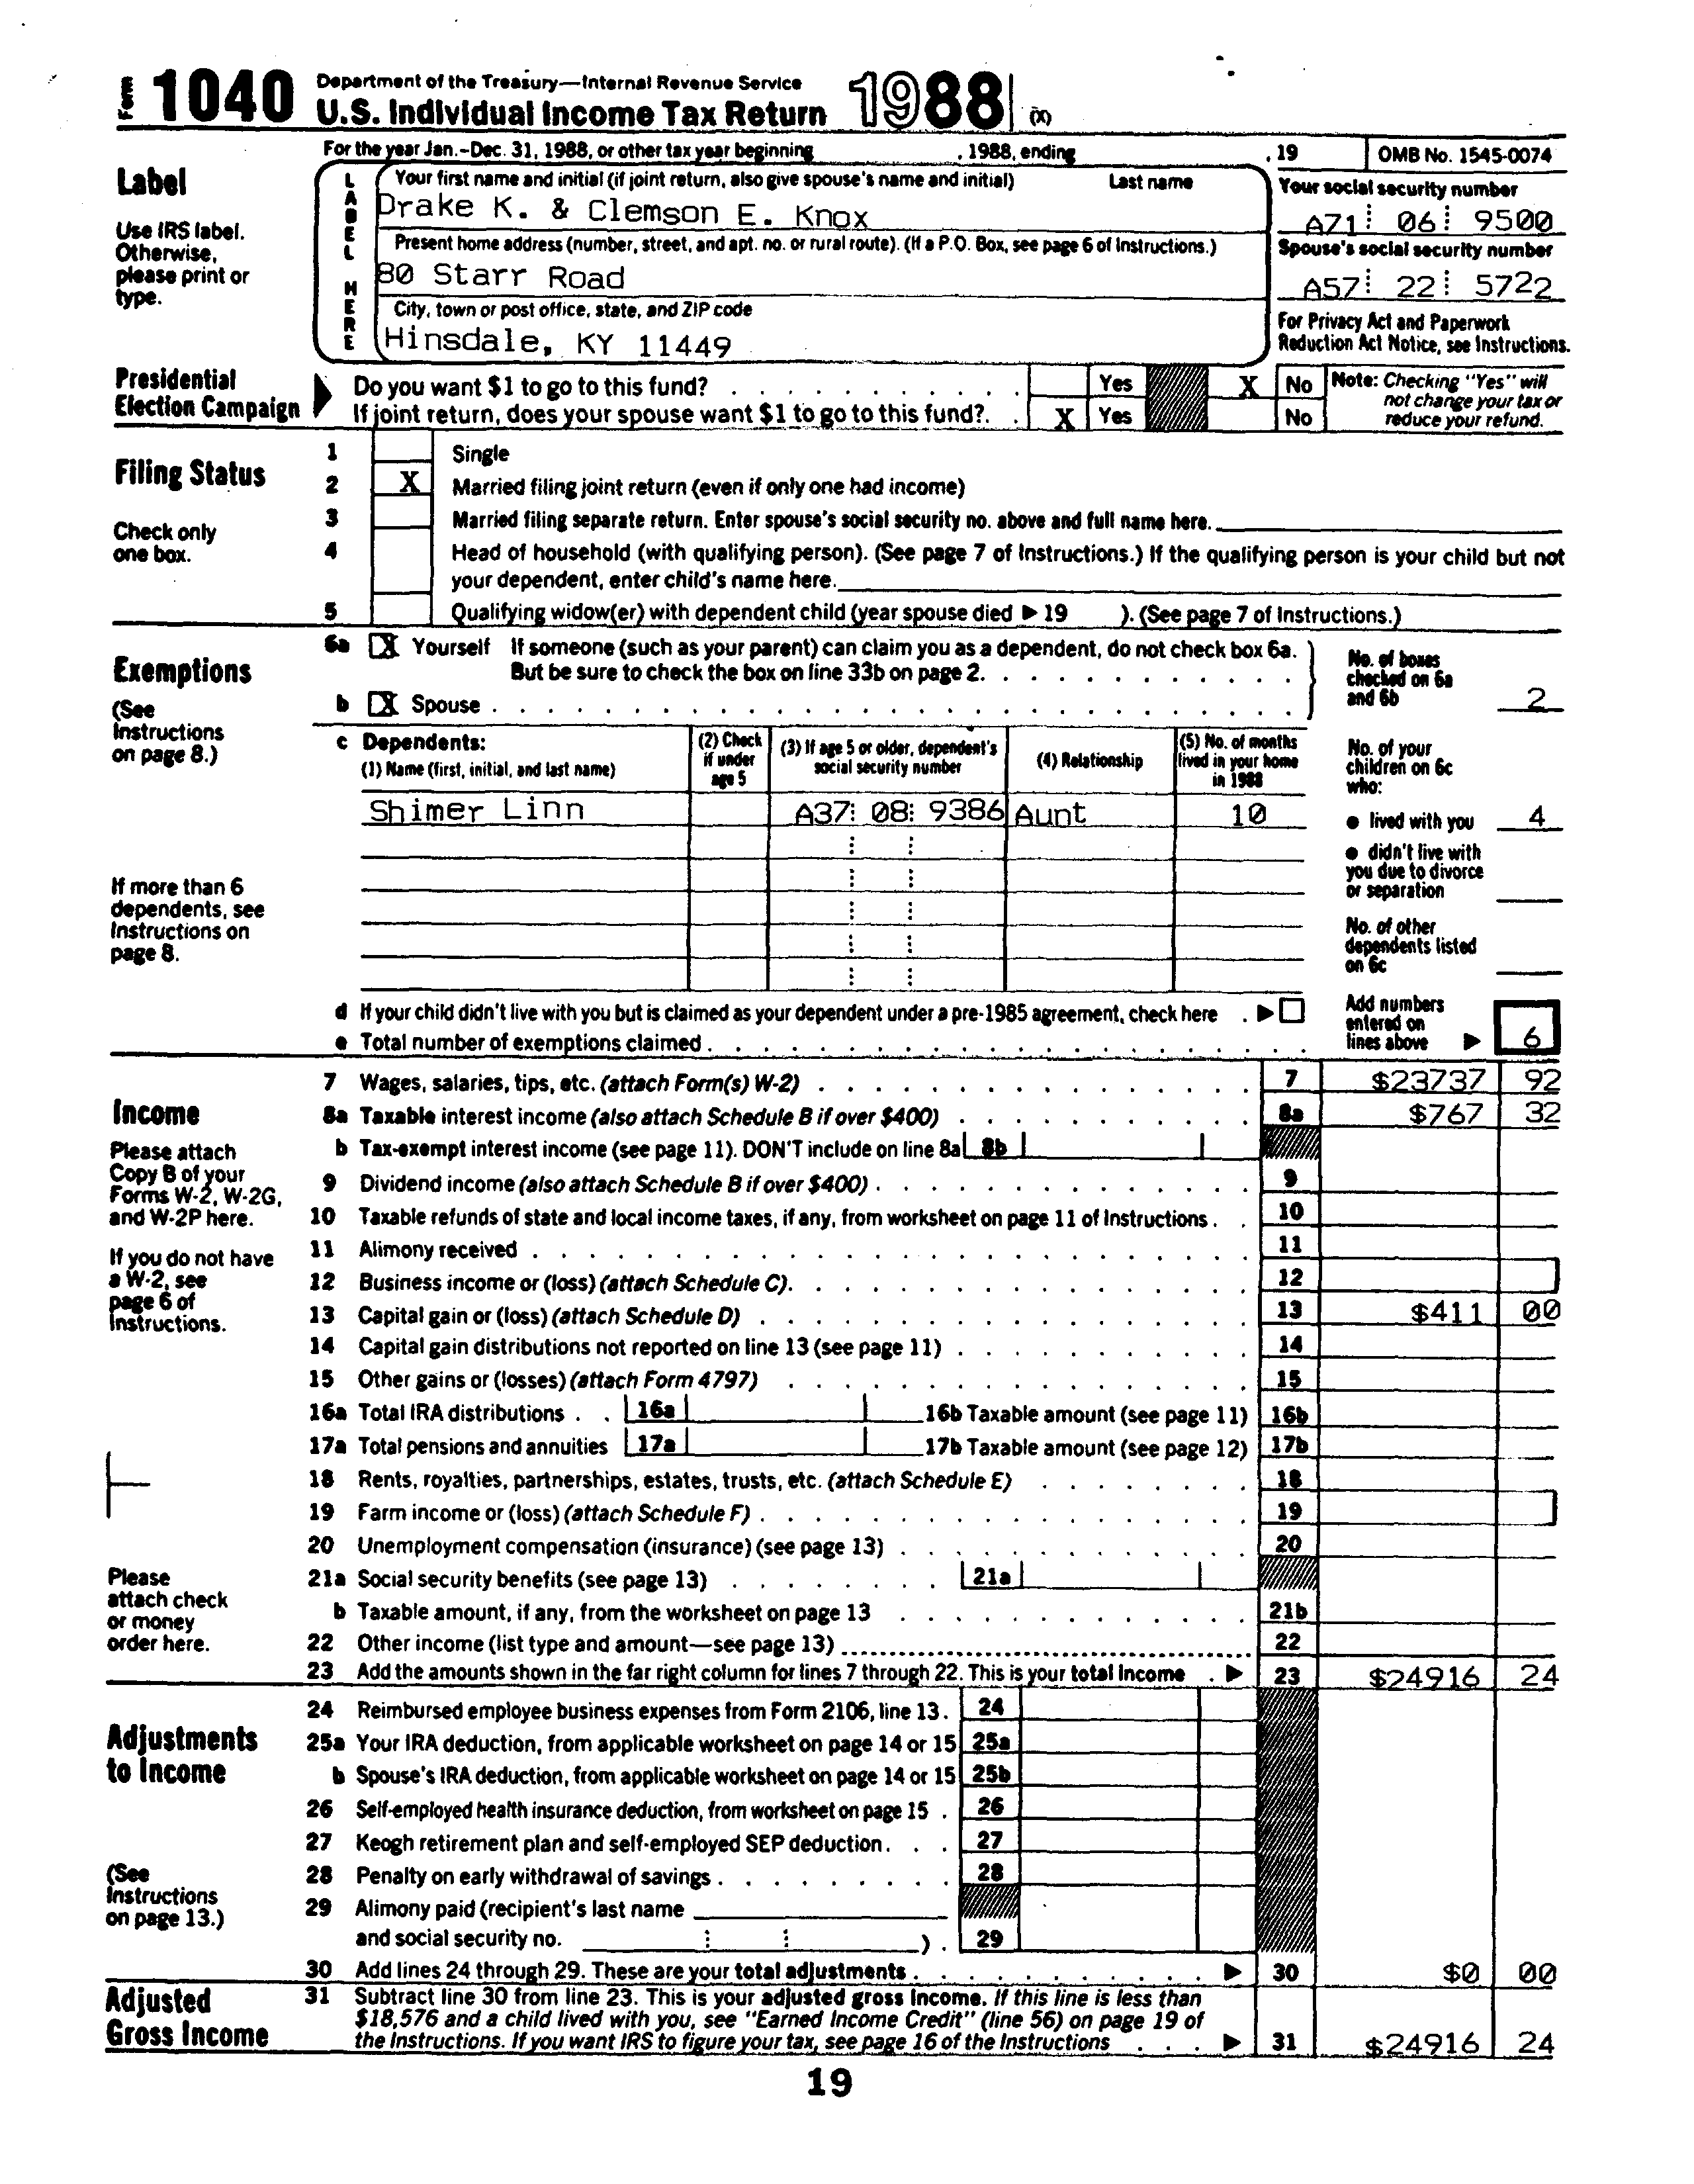 Form 1040 Department of the Treasury—Internal Revenue Service
U.S. Individual Income Tax Return 1988 (X)
For the year Jan.-Dec. 31, 1988, or other tax year beginning , 1988, ending , 19 OMB No. 1545-0074
Label
Use IRS label.
Otherwise,
please print or
type.
LABEL HERE
Your first name and initial (if joint return, also give spouse's name and initial) Last name
Drake K. & Clemson E. Knox
Present home address (number, street, and apt. no. or rural route). (If a P.O. Box, see page 6 of Instructions.)
80 Starr Road
City, town or post office, state, and ZIP code
Hinsdale, KY 11449
Your social security number
A71 06 9500
Spouse's social security number
A57 22 5722
For Privacy Act and Paperwork
Reduction Act Notice, see Instructions.
Presidential
Election Campaign
Do you want $1 to go to this fund? Yes X No
If joint return, does your spouse want $1 to go to this fund?. X Yes No
Note: Checking "Yes" will
not change your tax or
reduce your refund.
Filing Status
Check only
one box.
1 Single
2 X Married filing joint return (even if only one had income)
3 Married filing separate return. Enter spouse's social security no. above and full name here.
4 Head of household (with qualifying person). (See page 7 of Instructions.) If the qualifying person is your child but not
your dependent, enter child's name here.
5 Qualifying widow(er) with dependent child (year spouse died ▶ 19 ). (See page 7 of Instructions.)
Exemptions
(See
Instructions
on page 8.)
If more than 6
dependents, see
Instructions on
page 8.
6a X Yourself If someone (such as your parent) can claim you as a dependent, do not check box 6a.
But be sure to check the box on line 33b on page 2.
b X Spouse
No. of boxes
checked on 6a
and 6b 2
c Dependents:
(1) Name (first, initial, and last name)
(2) Check
if under
age 5
(3) If age 5 or older, dependent's
social security number
(4) Relationship
(5) No. of months
lived in your home
in 1988
Shimer Linn A37 08 9386 Aunt 10
No. of your
children on 6c
who:
● lived with you 4
● didn't live with
you due to divorce
or separation
No. of other
dependents listed
on 6c
d If your child didn't live with you but is claimed as your dependent under a pre-1985 agreement, check here ▶
e Total number of exemptions claimed
Add numbers
entered on
lines above ▶ 6
Income
Please attach
Copy B of your
Forms W-2, W-2G,
and W-2P here.
If you do not have
a W-2, see
page 6 of
Instructions.
Please
attach check
or money
order here.
7 Wages, salaries, tips, etc. (attach Form(s) W-2) 7 $23737 92
8a Taxable interest income (also attach Schedule B if over $400) 8a $767 32
b Tax-exempt interest income (see page 11). DON'T include on line 8a 8b
9 Dividend income (also attach Schedule B if over $400) 9
10 Taxable refunds of state and local income taxes, if any, from worksheet on page 11 of Instructions 10
11 Alimony received 11
12 Business income or (loss) (attach Schedule C). 12
13 Capital gain or (loss) (attach Schedule D) 13 $411 00
14 Capital gain distributions not reported on line 13 (see page 11) 14
15 Other gains or (losses) (attach Form 4797) 15
16a Total IRA distributions 16a 16b Taxable amount (see page 11) 16b
17a Total pensions and annuities 17a 17b Taxable amount (see page 12) 17b
18 Rents, royalties, partnerships, estates, trusts, etc. (attach Schedule E) 18
19 Farm income or (loss) (attach Schedule F) 19
20 Unemployment compensation (insurance) (see page 13) 20
21a Social security benefits (see page 13) 21a
b Taxable amount, if any, from the worksheet on page 13 21b
22 Other income (list type and amount—see page 13) 22
23 Add the amounts shown in the far right column for lines 7 through 22. This is your total income ▶ 23 $24916 24
Adjustments
to Income
(See
Instructions
on page 13.)
24 Reimbursed employee business expenses from Form 2106, line 13. 24
25a Your IRA deduction, from applicable worksheet on page 14 or 15 25a
b Spouse's IRA deduction, from applicable worksheet on page 14 or 15 25b
26 Self-employed health insurance deduction, from worksheet on page 15 26
27 Keogh retirement plan and self-employed SEP deduction 27
28 Penalty on early withdrawal of savings 28
29 Alimony paid (recipient's last name
and social security no. ). 29
30 Add lines 24 through 29. These are your total adjustments ▶ 30 $0 00
Adjusted
Gross Income
31 Subtract line 30 from line 23. This is your adjusted gross income. If this line is less than
$18,576 and a child lived with you, see "Earned Income Credit" (line 56) on page 19 of
the Instructions. If you want IRS to figure your tax, see page 16 of the Instructions ▶ 31 $24916 24
19